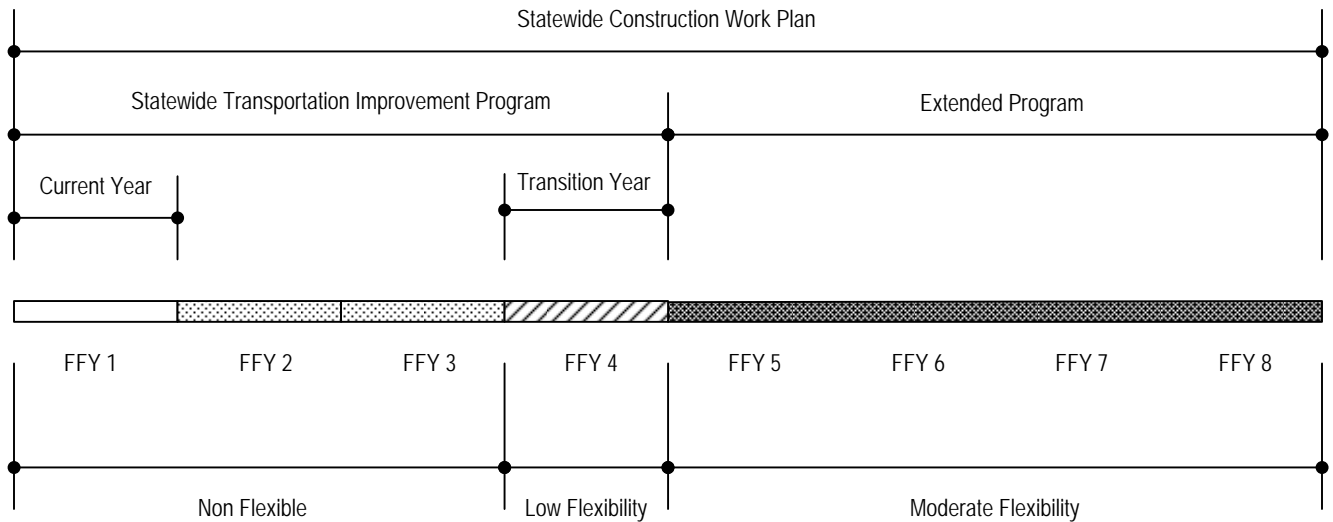 Statewide Construction Work Plan
Statewide Transportation Improvement Program
Extended Program
Current Year
Transition Year
FFY 1
FFY 2
FFY 3
FFY 4
FFY 5
FFY 6
FFY 7
FFY 8
Non Flexible
Low Flexibility
Moderate Flexibility